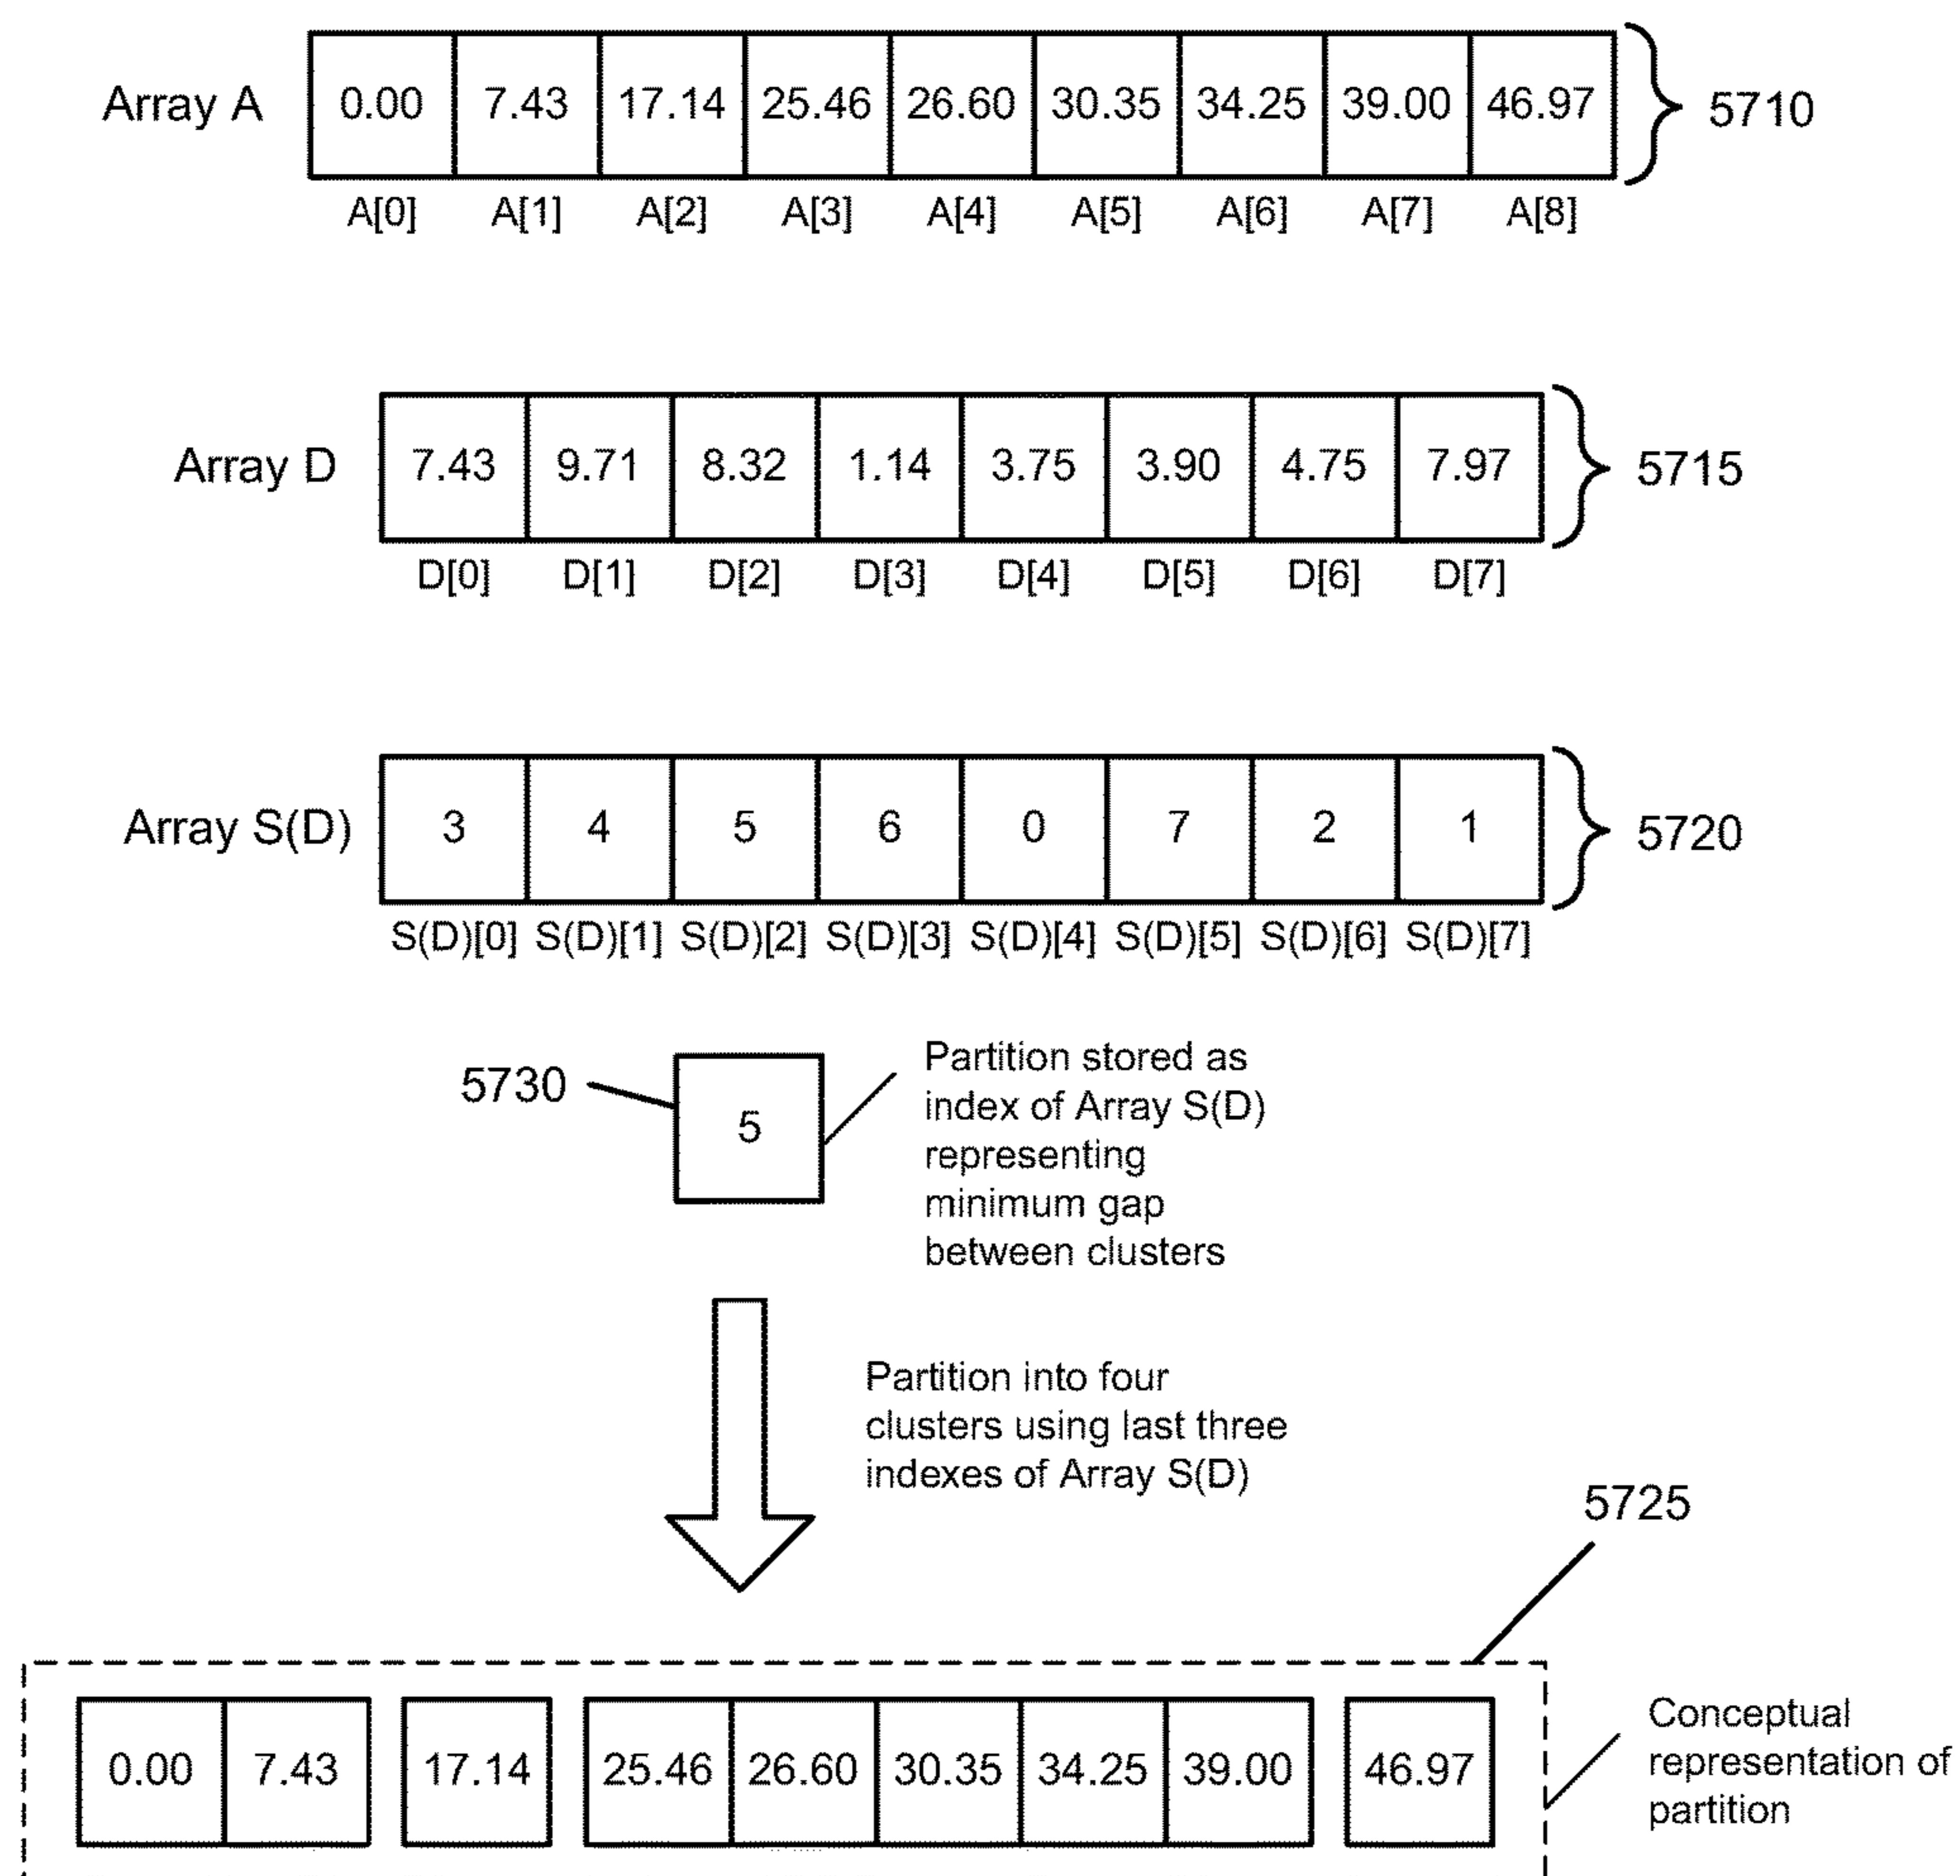 Array A 0.00 7.43 17.14 25.46 26.60 30.35 34.25 39.00 46.97 5710
A[0] A[1] A[2] A[3] A[4] A[5] A[6] A[7] A[8]
Array D 7.43 9.71 8.32 1.14 3.75 3.90 4.75 7.97 5715
D[0] D[1] D[2] D[3] D[4] D[5] D[6] D[7]
Array S(D) 3 4 5 6 0 7 2 1 5720
S(D)[0] S(D)[1] S(D)[2] S(D)[3] S(D)[4] S(D)[5] S(D)[6] S(D)[7]
5730
5
Partition stored as
index of Array S(D)
representing
minimum gap
between clusters
Partition into four
clusters using last three
indexes of Array S(D)
5725
0.00 7.43 17.14 25.46 26.60 30.35 34.25 39.00 46.97
Conceptual
representation of
partition